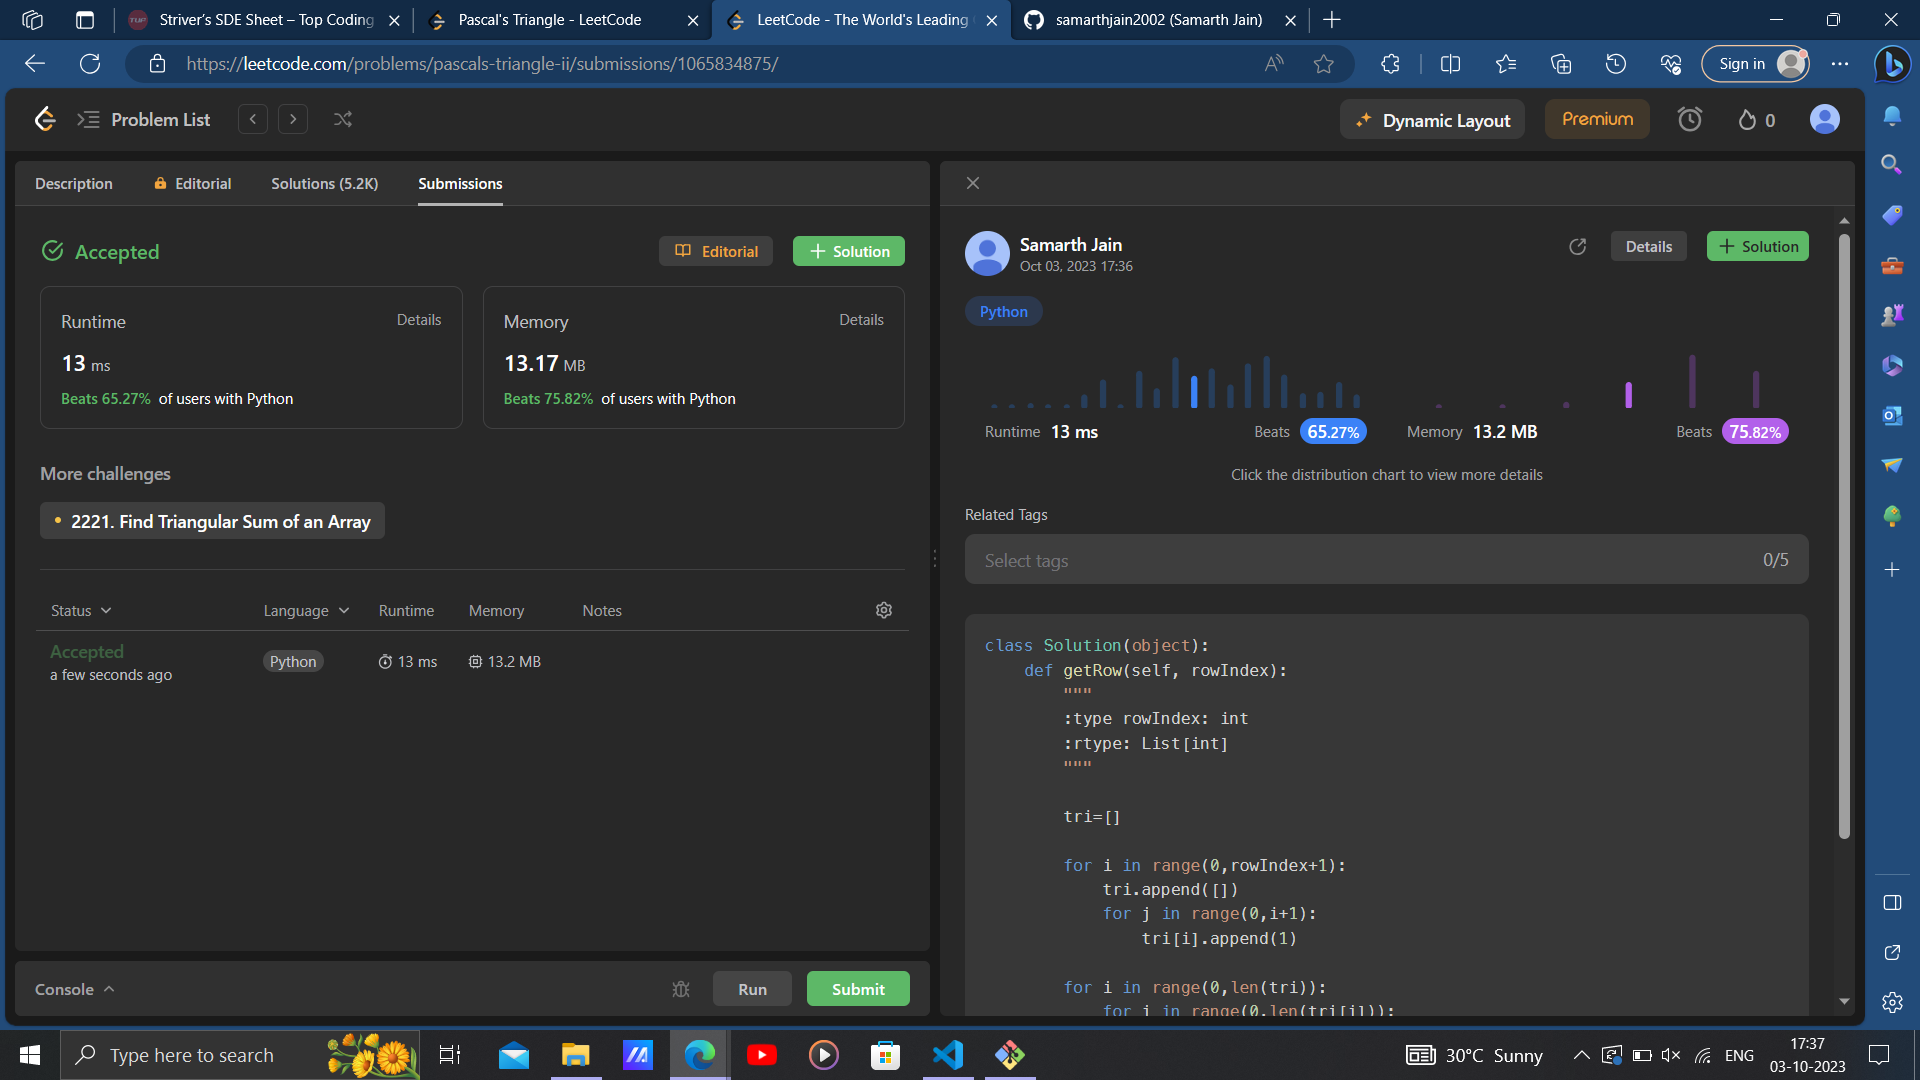 Striver's SDE Sheet – Top Coding
Pascal's Triangle - LeetCode
LeetCode - The World's Leading
samarthjain2002 (Samarth Jain)
https://leetcode.com/problems/pascals-triangle-ii/submissions/1065834875/
Sign in
Problem List
Dynamic Layout
Premium
0
Description
Editorial
Solutions (5.2K)
Submissions
Accepted
Editorial
Solution
Runtime
Details
13 ms
Beats 65.27% of users with Python
Memory
Details
13.17 MB
Beats 75.82% of users with Python
More challenges
2221. Find Triangular Sum of an Array
Status
Language
Runtime
Memory
Notes
Accepted
a few seconds ago
Python
13 ms
13.2 MB
Console
Run
Submit
Samarth Jain
Oct 03, 2023 17:36
Details
Solution
Python
Runtime 13 ms
Beats 65.27%
Memory 13.2 MB
Beats 75.82%
Click the distribution chart to view more details
Related Tags
Select tags
0/5
class Solution(object):
    def getRow(self, rowIndex):
        """
        :type rowIndex: int
        :rtype: List[int]
        """
        tri=[]
        for i in range(0,rowIndex+1):
            tri.append([])
            for j in range(0,i+1):
                tri[i].append(1)
        for i in range(0,len(tri)):
            for j in range(0,len(tri[i])):
Type here to search
30°C Sunny
ENG
17:37
03-10-2023